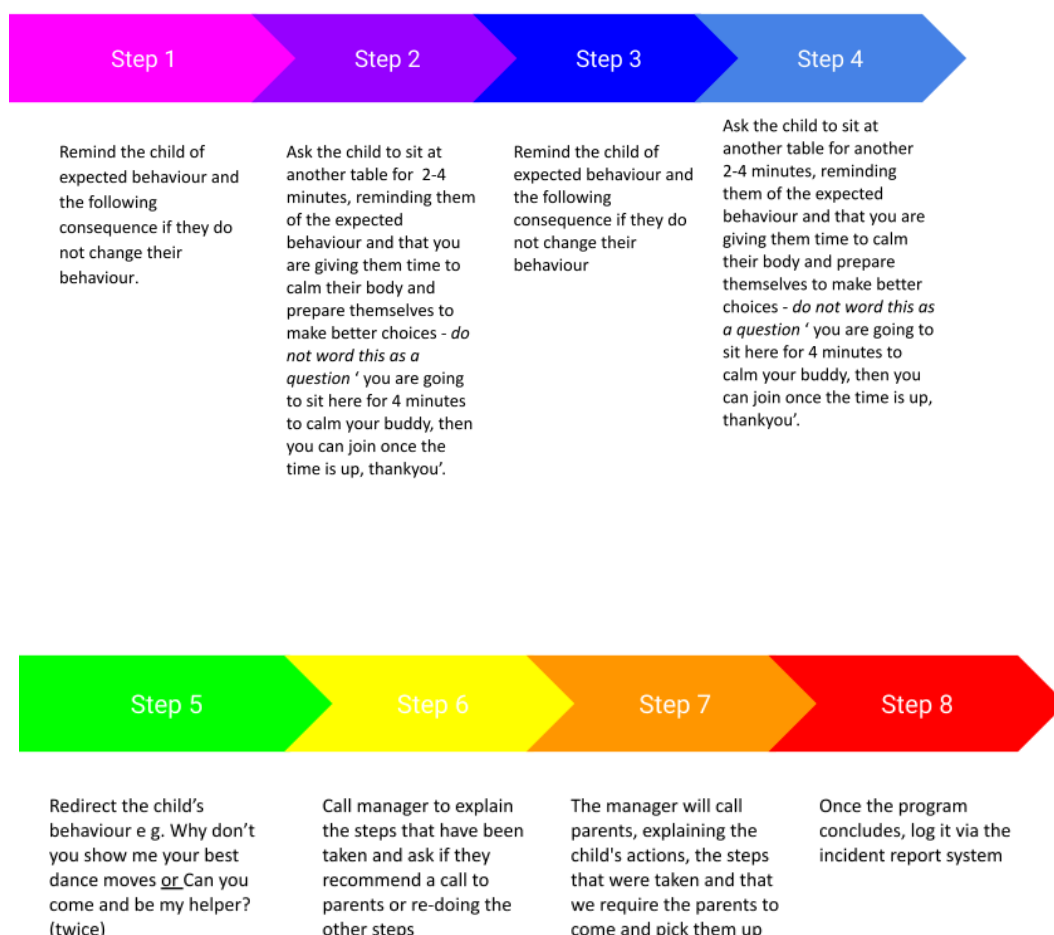 Step 1
Step 2
Step 3
Step 4
Remind the child of
expected behaviour and
the following
consequence if they do
not change their
behaviour.
Ask the child to sit at
another table for  2-4
minutes, reminding them
of the expected
behaviour and that you
are giving them time to
calm their body and
prepare themselves to
make better choices - do
not word this as a
question ‘ you are going
to sit here for 4 minutes
to calm your buddy, then
you can join once the
time is up, thankyou’.
Remind the child of
expected behaviour and
the following
consequence if they do
not change their
behaviour
Ask the child to sit at
another table for another
2-4 minutes, reminding
them of the expected
behaviour and that you are
giving them time to calm
their body and prepare
themselves to make better
choices - do not word this as
a question ‘ you are going to
sit here for 4 minutes to
calm your buddy, then you
can join once the time is up,
thankyou’.
Step 5
Step 6
Step 7
Step 8
Redirect the child’s
behaviour e g. Why don’t
you show me your best
dance moves or Can you
come and be my helper?
(twice)
Call manager to explain
the steps that have been
taken and ask if they
recommend a call to
parents or re-doing the
other steps
The manager will call
parents, explaining the
child's actions, the steps
that were taken and that
we require the parents to
come and pick them up
Once the program
concludes, log it via the
incident report system